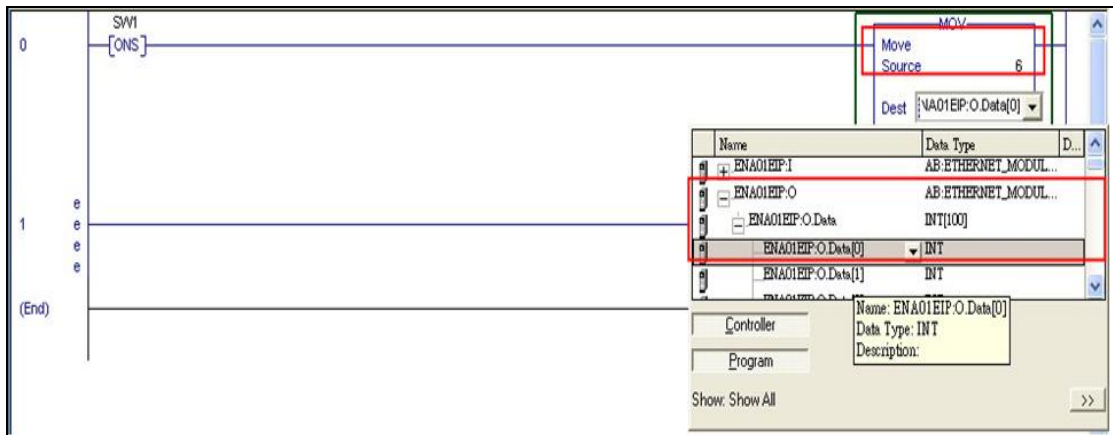 SW1
0
ONS
MOV
Move
Source 6
Dest NA01EIP:O.Data[0]
Name Data Type D...
ENA01EIP:I AB:ETHERNET_MODUL...
ENA01EIP:O AB:ETHERNET_MODUL...
ENA01EIP:O.Data INT[100]
ENA01EIP:O.Data[0] INT
ENA01EIP:O.Data[1] INT
1
e
e
e
e
(End)
Name: ENA01EIP:O.Data[0]
Data Type: INT
Description:
Controller
Program
Show: Show All
>>